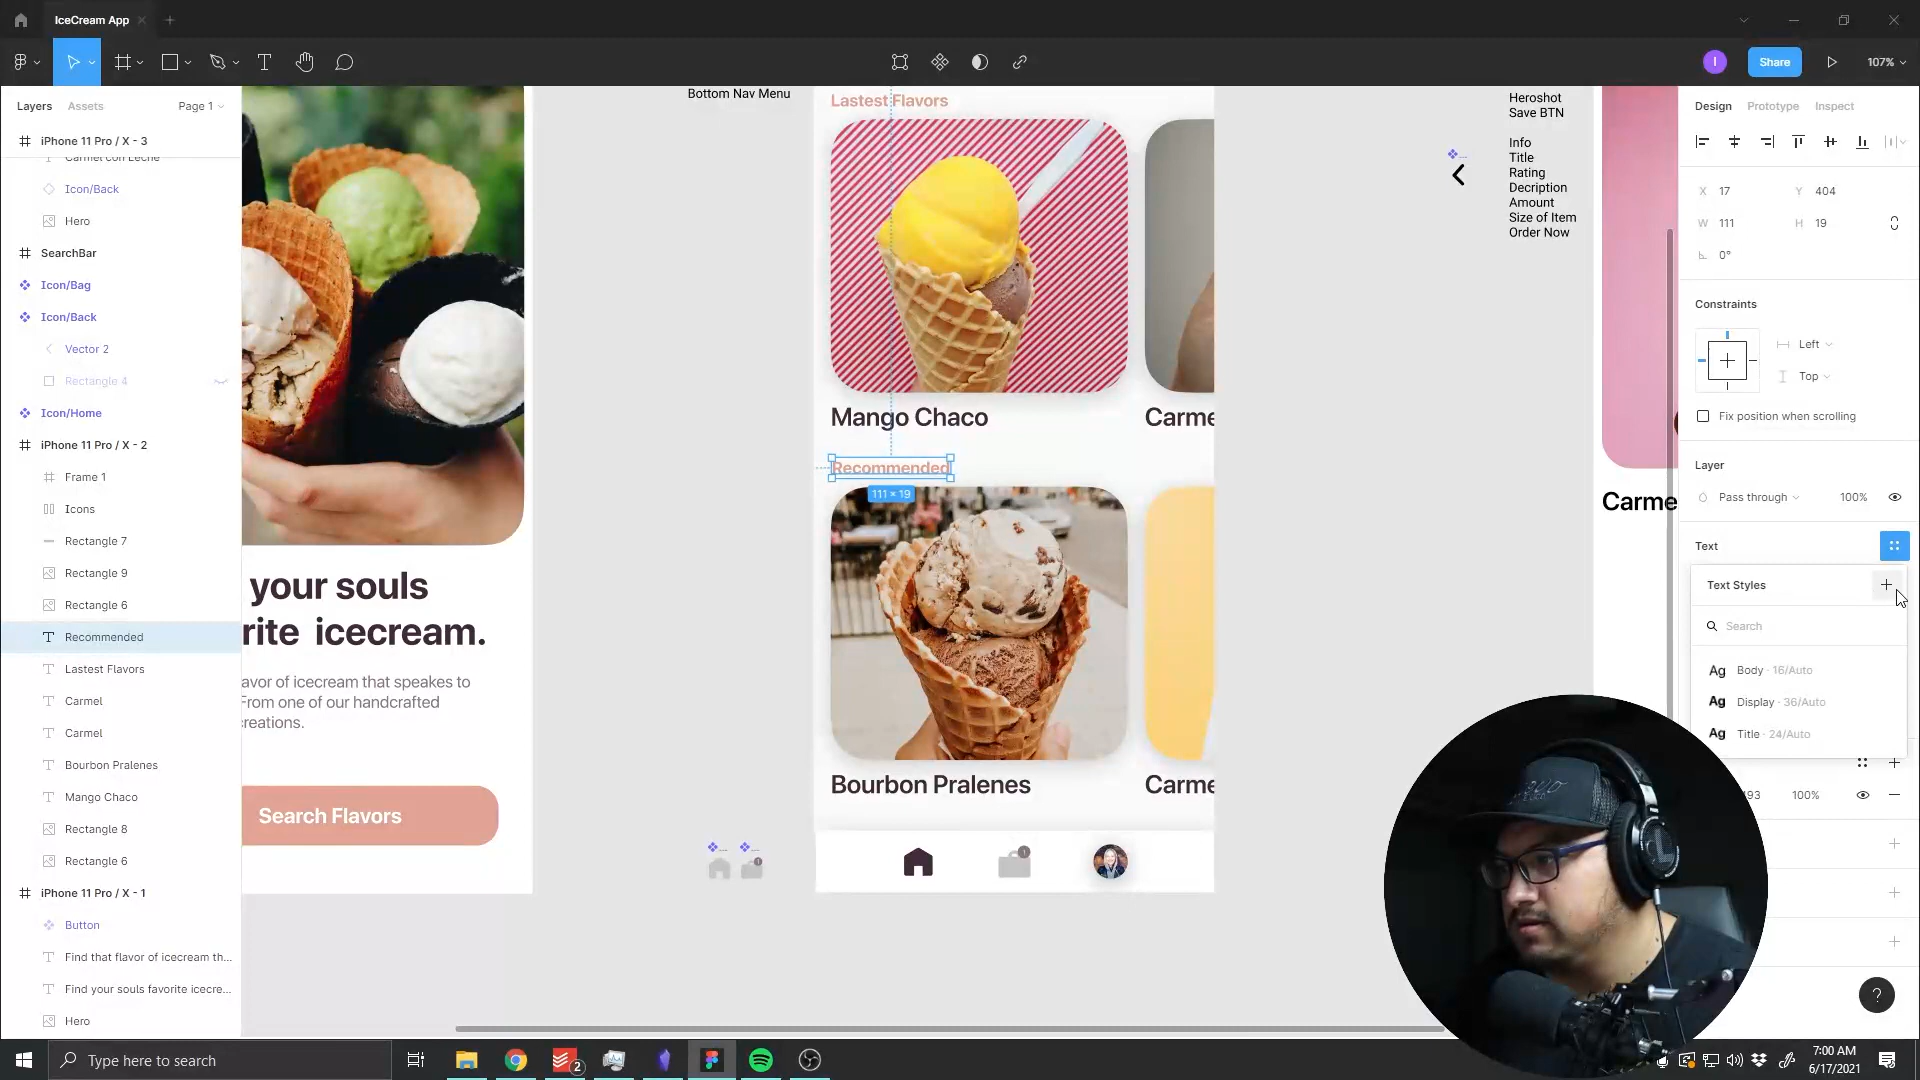 IceCream App
Share
107%
Layers
Assets
Page 1
iPhone 11 Pro / X - 3
Carmel con Leche
Icon/Back
Hero
SearchBar
Icon/Bag
Icon/Back
Vector 2
Rectangle 4
Icon/Home
iPhone 11 Pro / X - 2
Frame 1
Icons
Rectangle 7
Rectangle 9
Rectangle 6
Recommended
Lastest Flavors
Carmel
Carmel
Bourbon Pralenes
Mango Chaco
Rectangle 8
Rectangle 6
iPhone 11 Pro / X - 1
Button
Find that flavor of icecream th...
Find your souls favorite icecre...
Hero
your souls
rite icecream.
avor of icecream that speaks to
From one of our handcrafted
creations.
Search Flavors
Bottom Nav Menu
Lastest Flavors
Mango Chaco
Carme
Recommended
111 × 19
Bourbon Pralenes
Carme
1
1
Heroshot
Save BTN
Info
Title
Rating
Decription
Amount
Size of Item
Order Now
Carme
Design
Prototype
Inspect
X 17
Y 404
W 111
H 19
0°
Constraints
Left
Top
Fix position when scrolling
Layer
Pass through
100%
Text
Text Styles
Search
Ag Body · 16/Auto
Ag Display · 36/Auto
Ag Title · 24/Auto
493
100%
?
Type here to search
2
7:00 AM
6/17/2021